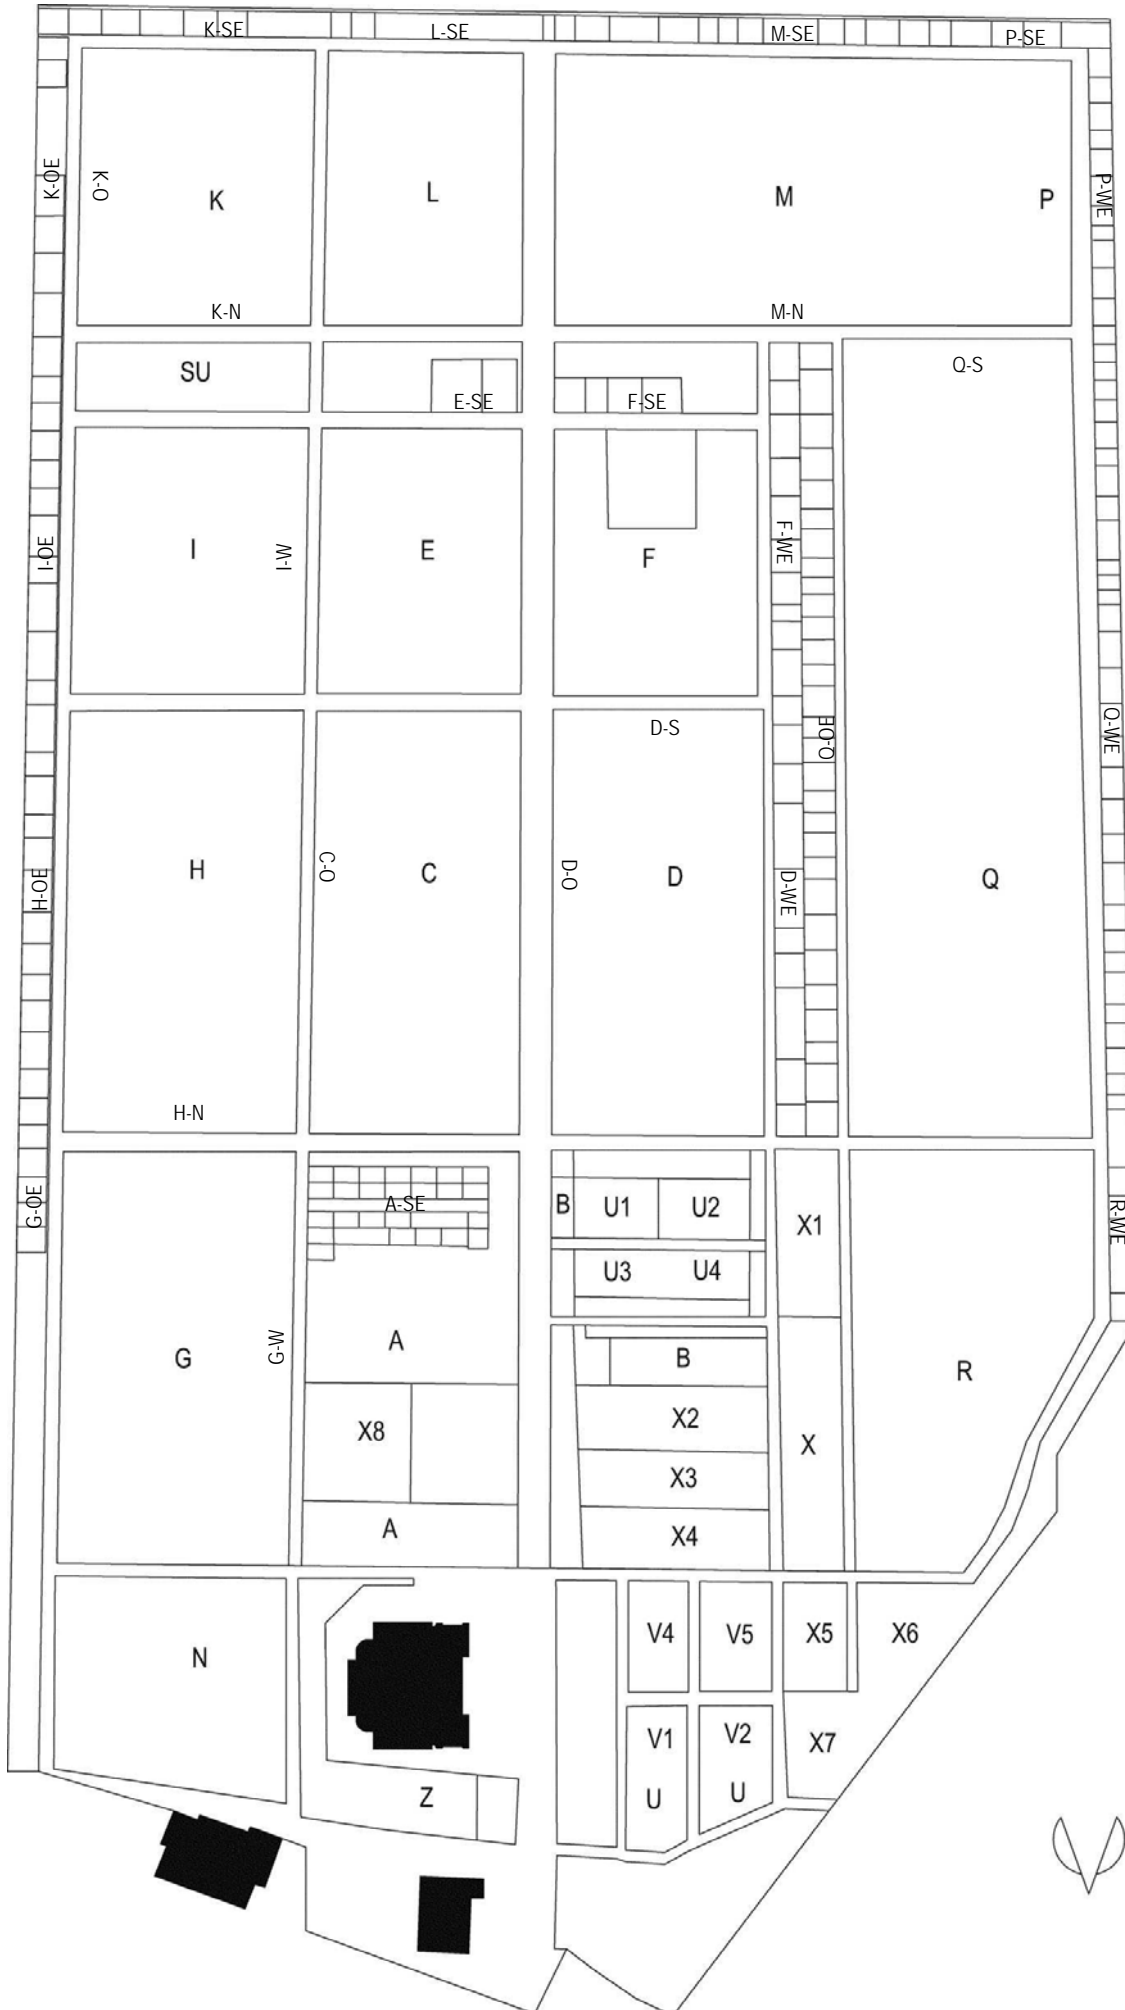 K-SE
L-SE
M-SE
P-SE
K-OE
K-O
K
L
M
P
P-WE
K-N
M-N
SU
E-SE
F-SE
Q-S
I-OE
I
I-W
E
F
F-WE
D-S
Q-OE
Q-WE
H-OE
H
C-O
C
D-O
D
D-WE
Q
H-N
G-OE
A-SE
B
U1
U2
X1
R-WE
U3
U4
G
G-W
A
B
R
X8
X2
X
X3
A
X4
N
V4
V5
X5
X6
V1
V2
X7
Z
U
U